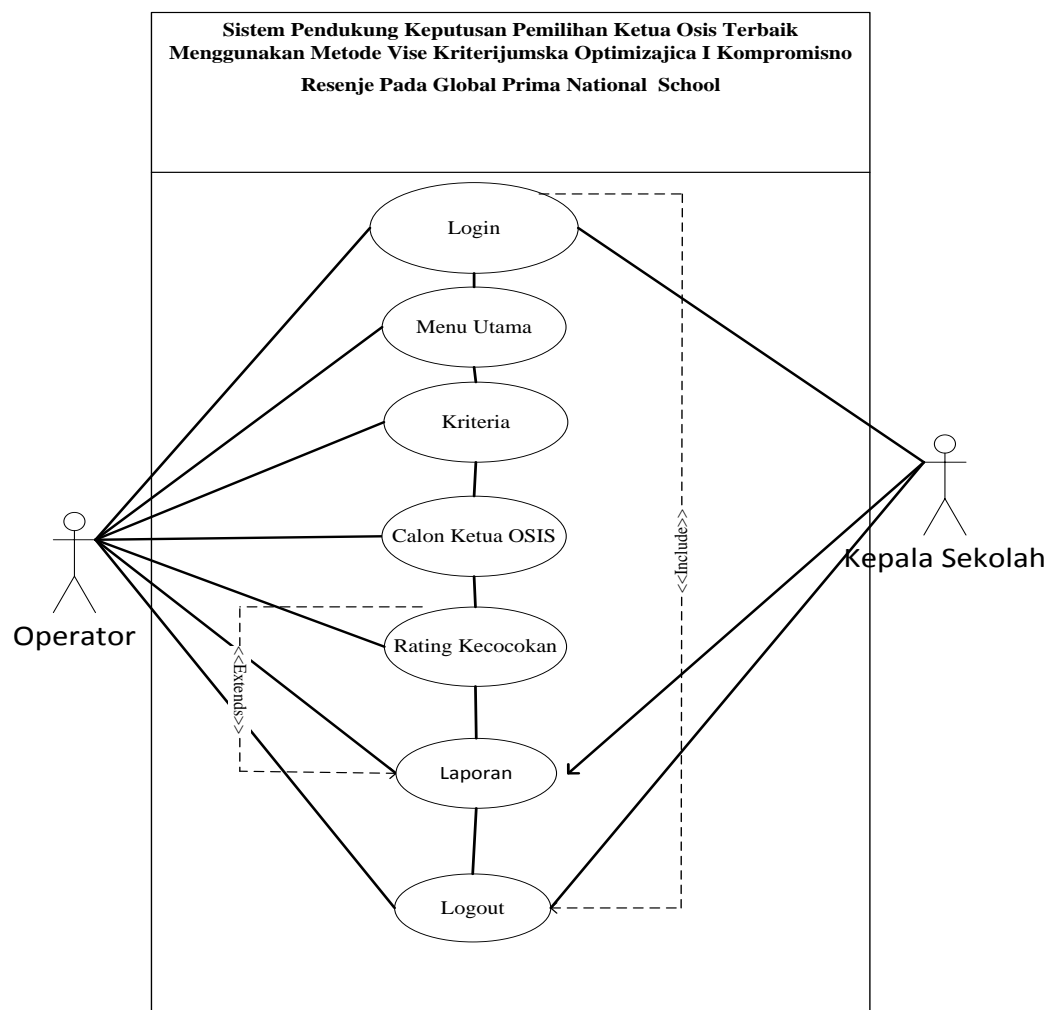 Sistem Pendukung Keputusan Pemilihan Ketua Osis Terbaik
Menggunakan Metode Vise Kriterijumska Optimizajica I Kompromisno
Resenje Pada Global Prima National School
Login
Menu Utama
Kriteria
Calon Ketua OSIS
<<Include>>
Kepala Sekolah
Operator
Rating Kecocokan
<<Extends>>
Laporan
Logout